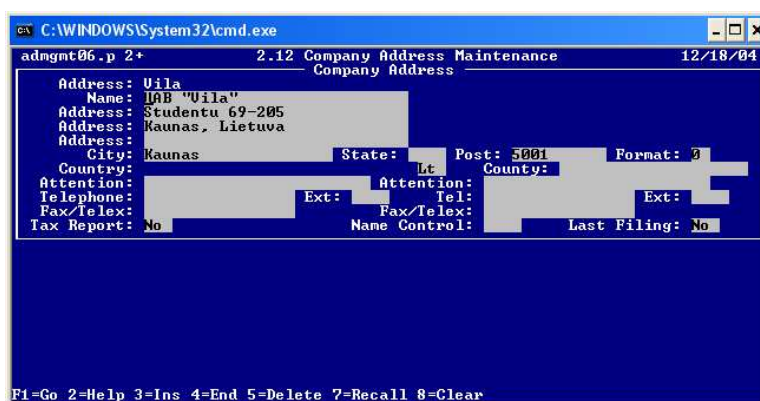 C:\WINDOWS\System32\cmd.exe
admgmt06.p 2+ 2.12 Company Address Maintenance 12/18/04
Company Address
Address: Vila
Name: UAB "Vila"
Address: Studentu 69-205
Address: Kaunas, Lietuva
Address:
City: Kaunas State: Post: 5001 Format: 0
Country: Lt County:
Attention: Attention:
Telephone: Ext: Tel: Ext:
Fax/Telex: Fax/Telex:
Tax Report: No Name Control: Last Filing: No
F1=Go 2=Help 3=Ins 4=End 5=Delete 7=Recall 8=Clear